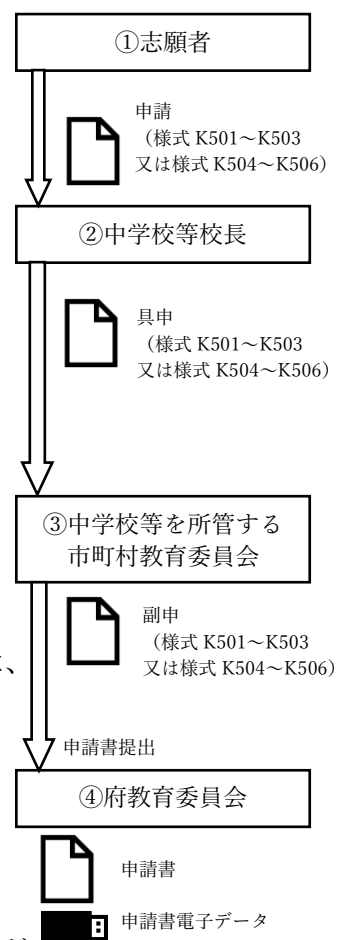 ①志願者
申請
（様式 K501～K503
又は様式 K504～K506）
②中学校等校長
具申
（様式 K501～K503
又は様式 K504～K506）
③中学校等を所管する
市町村教育委員会
副申
（様式 K501～K503
又は様式 K504～K506）
申請書提出
④府教育委員会
申請書
申請書電子データ